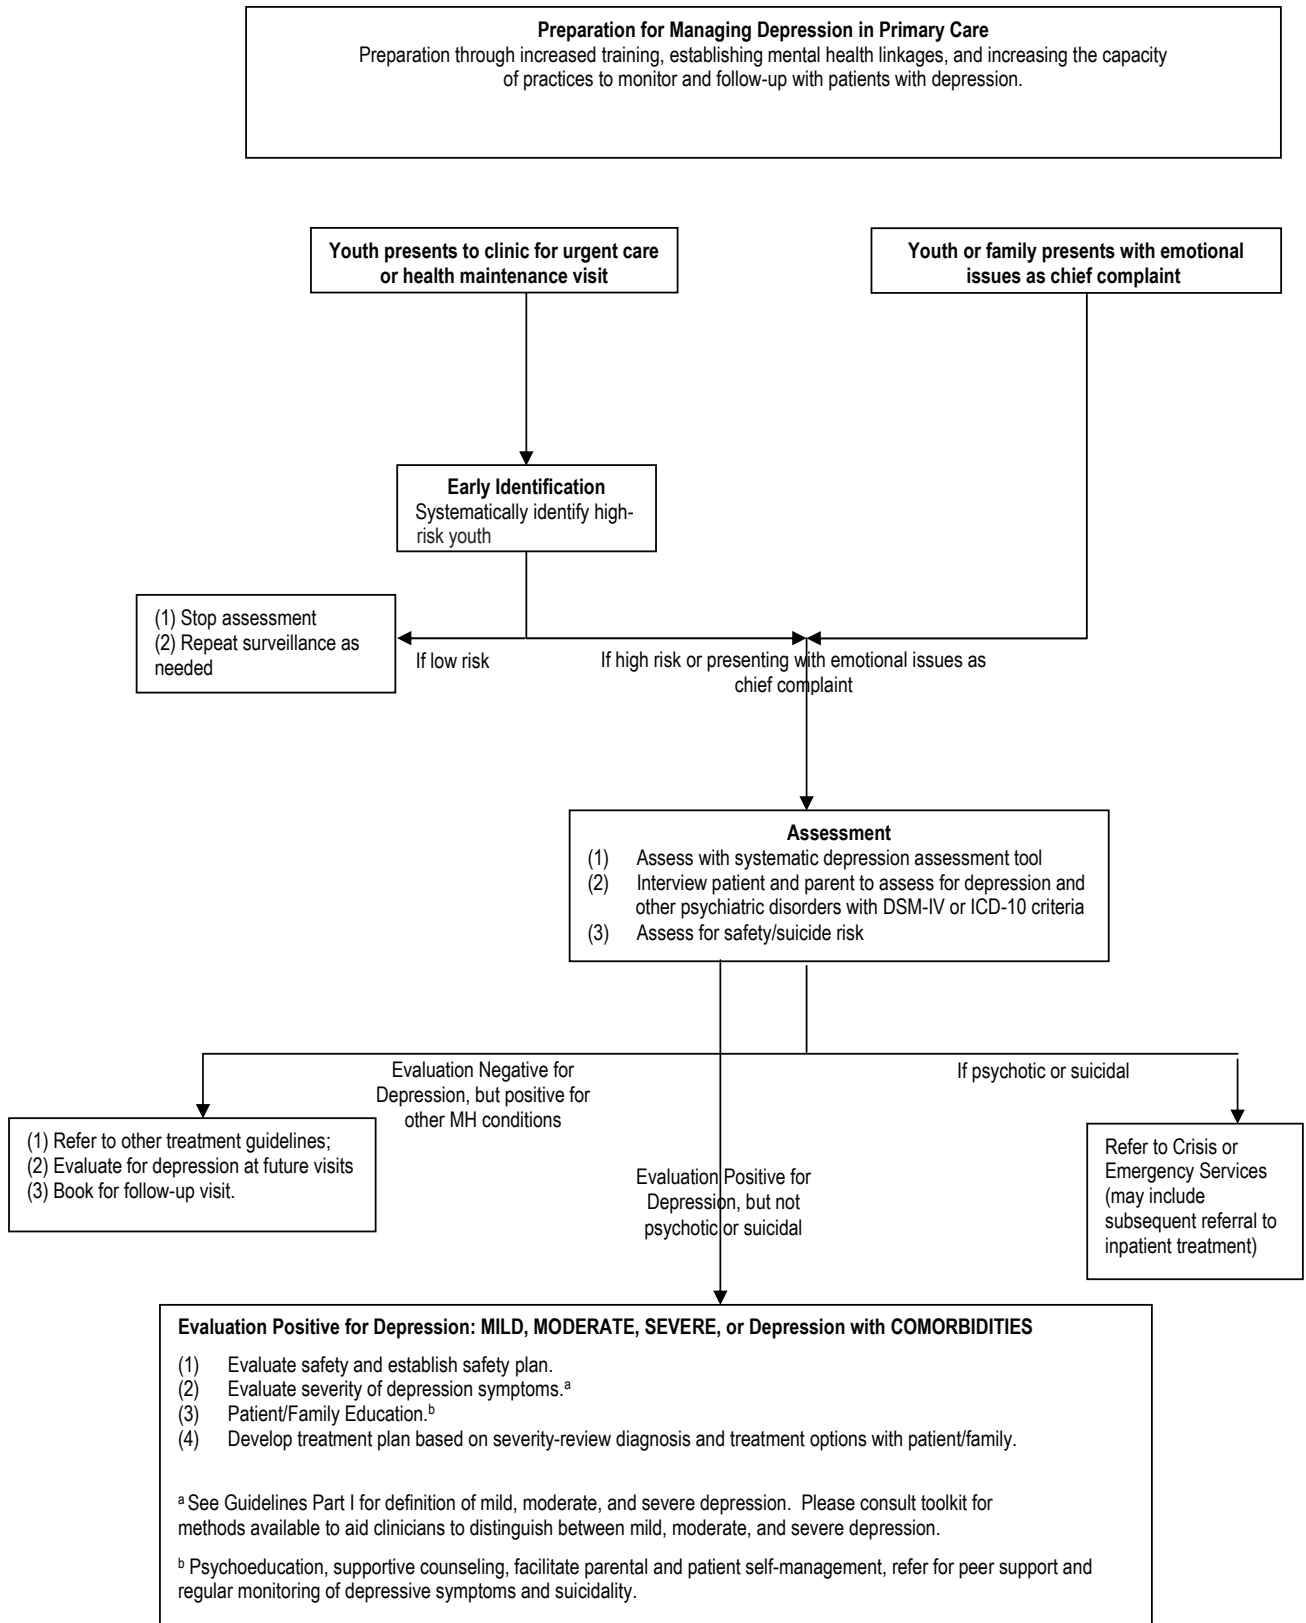 Preparation for Managing Depression in Primary Care
Preparation through increased training, establishing mental health linkages, and increasing the capacity
of practices to monitor and follow-up with patients with depression.
Youth presents to clinic for urgent care
or health maintenance visit
Youth or family presents with emotional
issues as chief complaint
Early Identification
Systematically identify high-
risk youth
(1) Stop assessment
(2) Repeat surveillance as
needed
If low risk
If high risk or presenting with emotional issues as
chief complaint
Assessment
(1) Assess with systematic depression assessment tool
(2) Interview patient and parent to assess for depression and
other psychiatric disorders with DSM-IV or ICD-10 criteria
(3) Assess for safety/suicide risk
Evaluation Negative for
Depression, but positive for
other MH conditions
If psychotic or suicidal
(1) Refer to other treatment guidelines;
(2) Evaluate for depression at future visits
(3) Book for follow-up visit.
Evaluation Positive for
Depression, but not
psychotic or suicidal
Refer to Crisis or
Emergency Services
(may include
subsequent referral to
inpatient treatment)
Evaluation Positive for Depression: MILD, MODERATE, SEVERE, or Depression with COMORBIDITIES
(1) Evaluate safety and establish safety plan.
(2) Evaluate severity of depression symptoms.ᵃ
(3) Patient/Family Education.ᵇ
(4) Develop treatment plan based on severity-review diagnosis and treatment options with patient/family.
ᵃ See Guidelines Part I for definition of mild, moderate, and severe depression. Please consult toolkit for
methods available to aid clinicians to distinguish between mild, moderate, and severe depression.
ᵇ Psychoeducation, supportive counseling, facilitate parental and patient self-management, refer for peer support and
regular monitoring of depressive symptoms and suicidality.